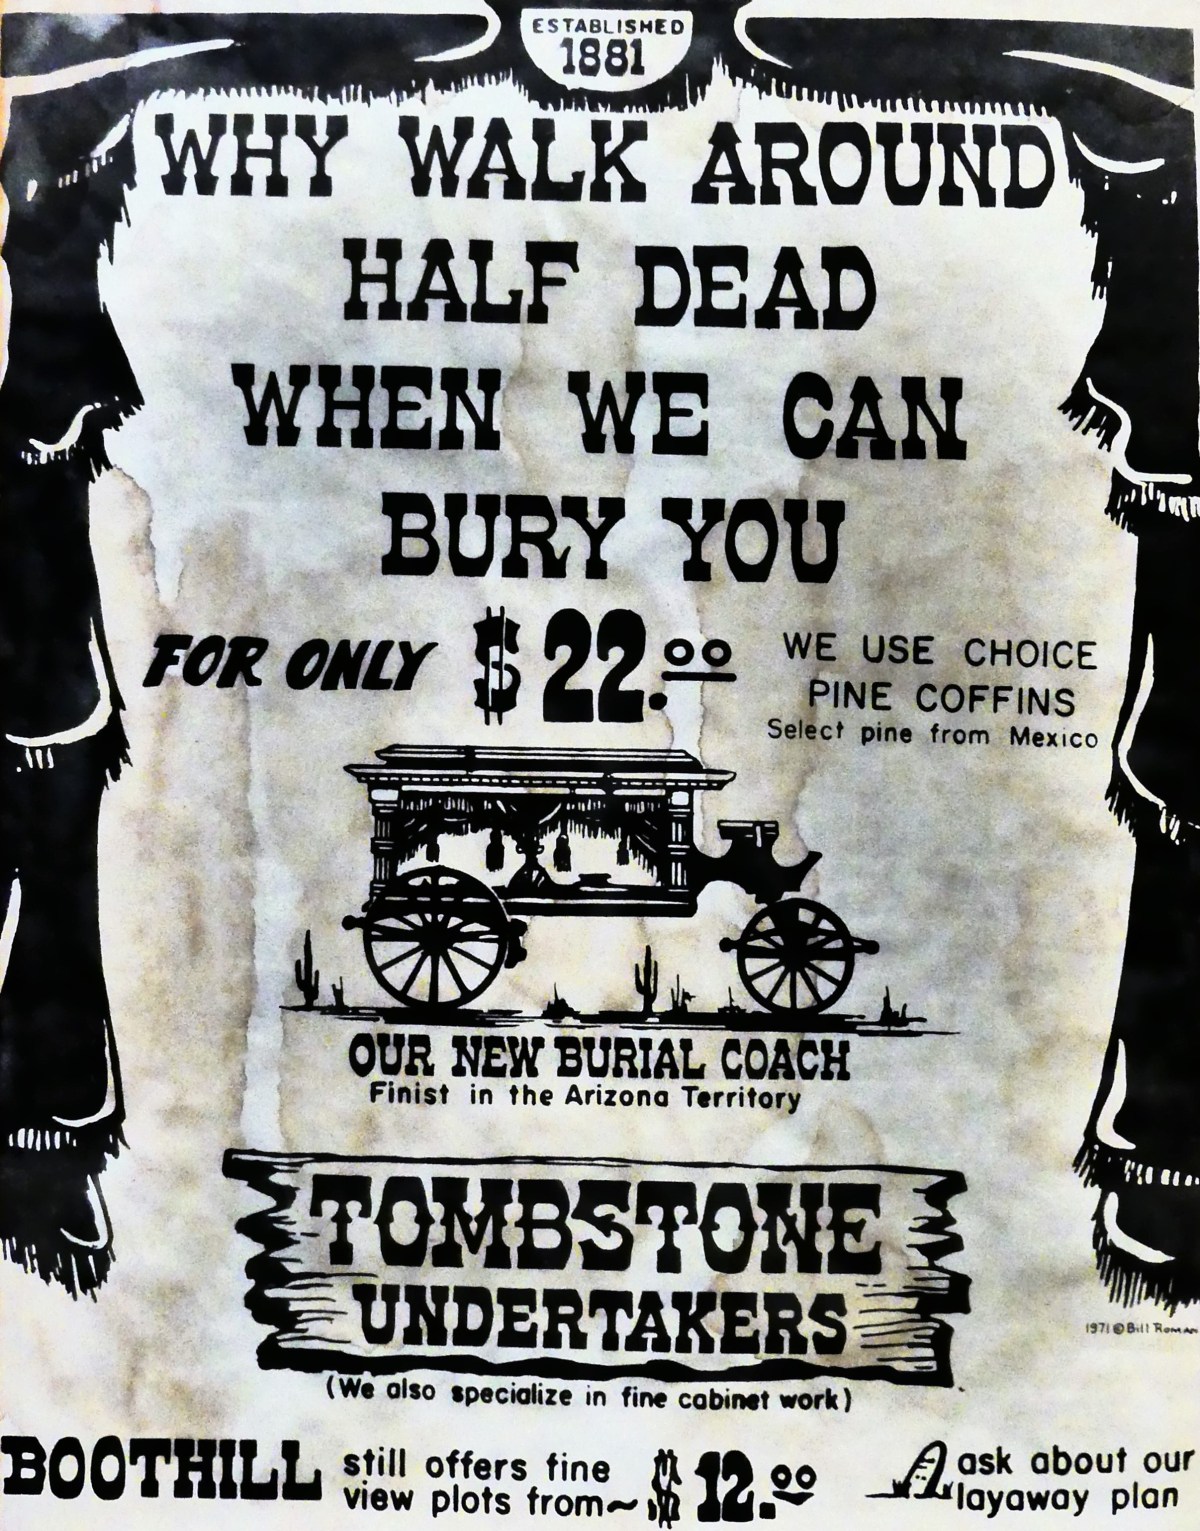 ESTABLISHED
1881
WHY WALK AROUND
HALF DEAD
WHEN WE CAN
BURY YOU
FOR ONLY $22.00
WE USE CHOICE
PINE COFFINS
Select pine from Mexico
OUR NEW BURIAL COACH
Finist in the Arizona Territory
TOMBSTONE
UNDERTAKERS
1971 © Bill Roman
(We also specialize in fine cabinet work)
BOOTHILL still offers fine
view plots from~ $12.00
ask about our
layaway plan